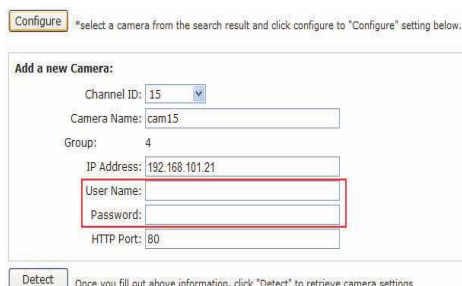 Configure *select a camera from the search result and click configure to "Configure" setting below.
Add a new Camera:
Channel ID: 15
Camera Name: cam15
Group: 4
IP Address: 192.168.101.21
User Name:
Password:
HTTP Port: 80
Detect Once you fill out above information, click "Detect" to retrieve camera settings